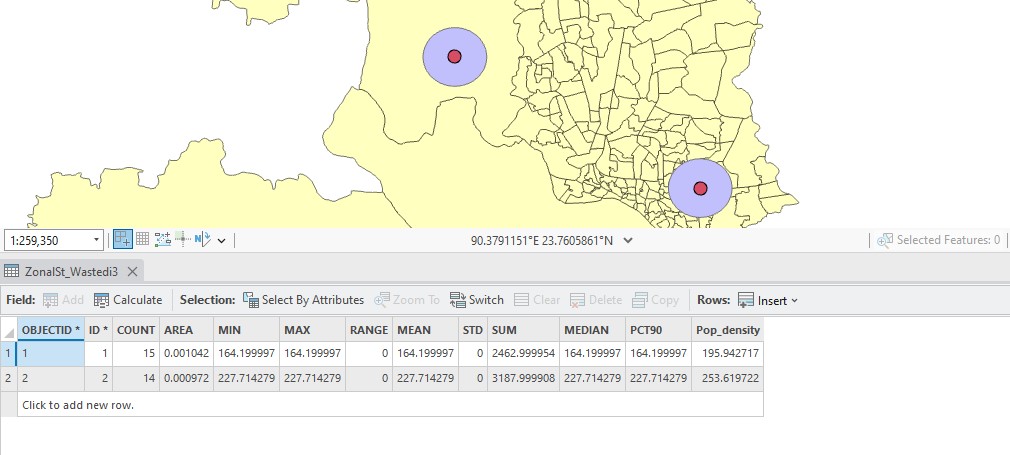 1:259,350 90.3791151°E 23.7605861°N Selected Features: 0
ZonalSt_Wastedi3
Field: Add Calculate Selection: Select By Attributes Zoom To Switch Clear Delete Copy Rows: Insert
OBJECTID * ID * COUNT AREA MIN MAX RANGE MEAN STD SUM MEDIAN PCT90 Pop_density
1 1 1 15 0.001042 164.199997 164.199997 0 164.199997 0 2462.999954 164.199997 164.199997 195.942717
2 2 2 14 0.000972 227.714279 227.714279 0 227.714279 0 3187.999908 227.714279 227.714279 253.619722
Click to add new row.